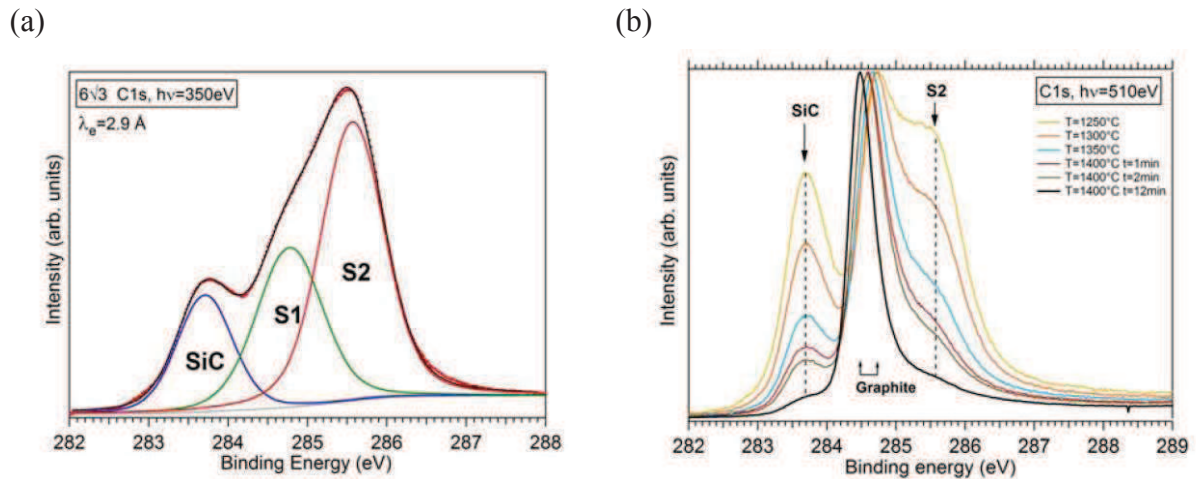 (a)
6√3 C1s, hν=350eV
λe=2.9 Å
SiC
S1
S2
Intensity (arb. units)
282 283 284 285 286 287 288
Binding Energy (eV)
(b)
C1s, hν=510eV
T=1250°C
T=1300°C
T=1350°C
T=1400°C t=1min
T=1400°C t=2min
T=1400°C t=12min
SiC
S2
Graphite
Intensity (arb. units)
282 283 284 285 286 287 288 289
Binding energy (eV)